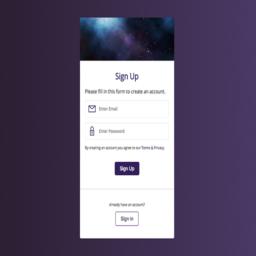 Sign Up
Please fill in this form to create an account.
Enter Email
Enter Password
By creating an account you agree to our Terms & Privacy.
Sign Up
Already have an account?
Sign in